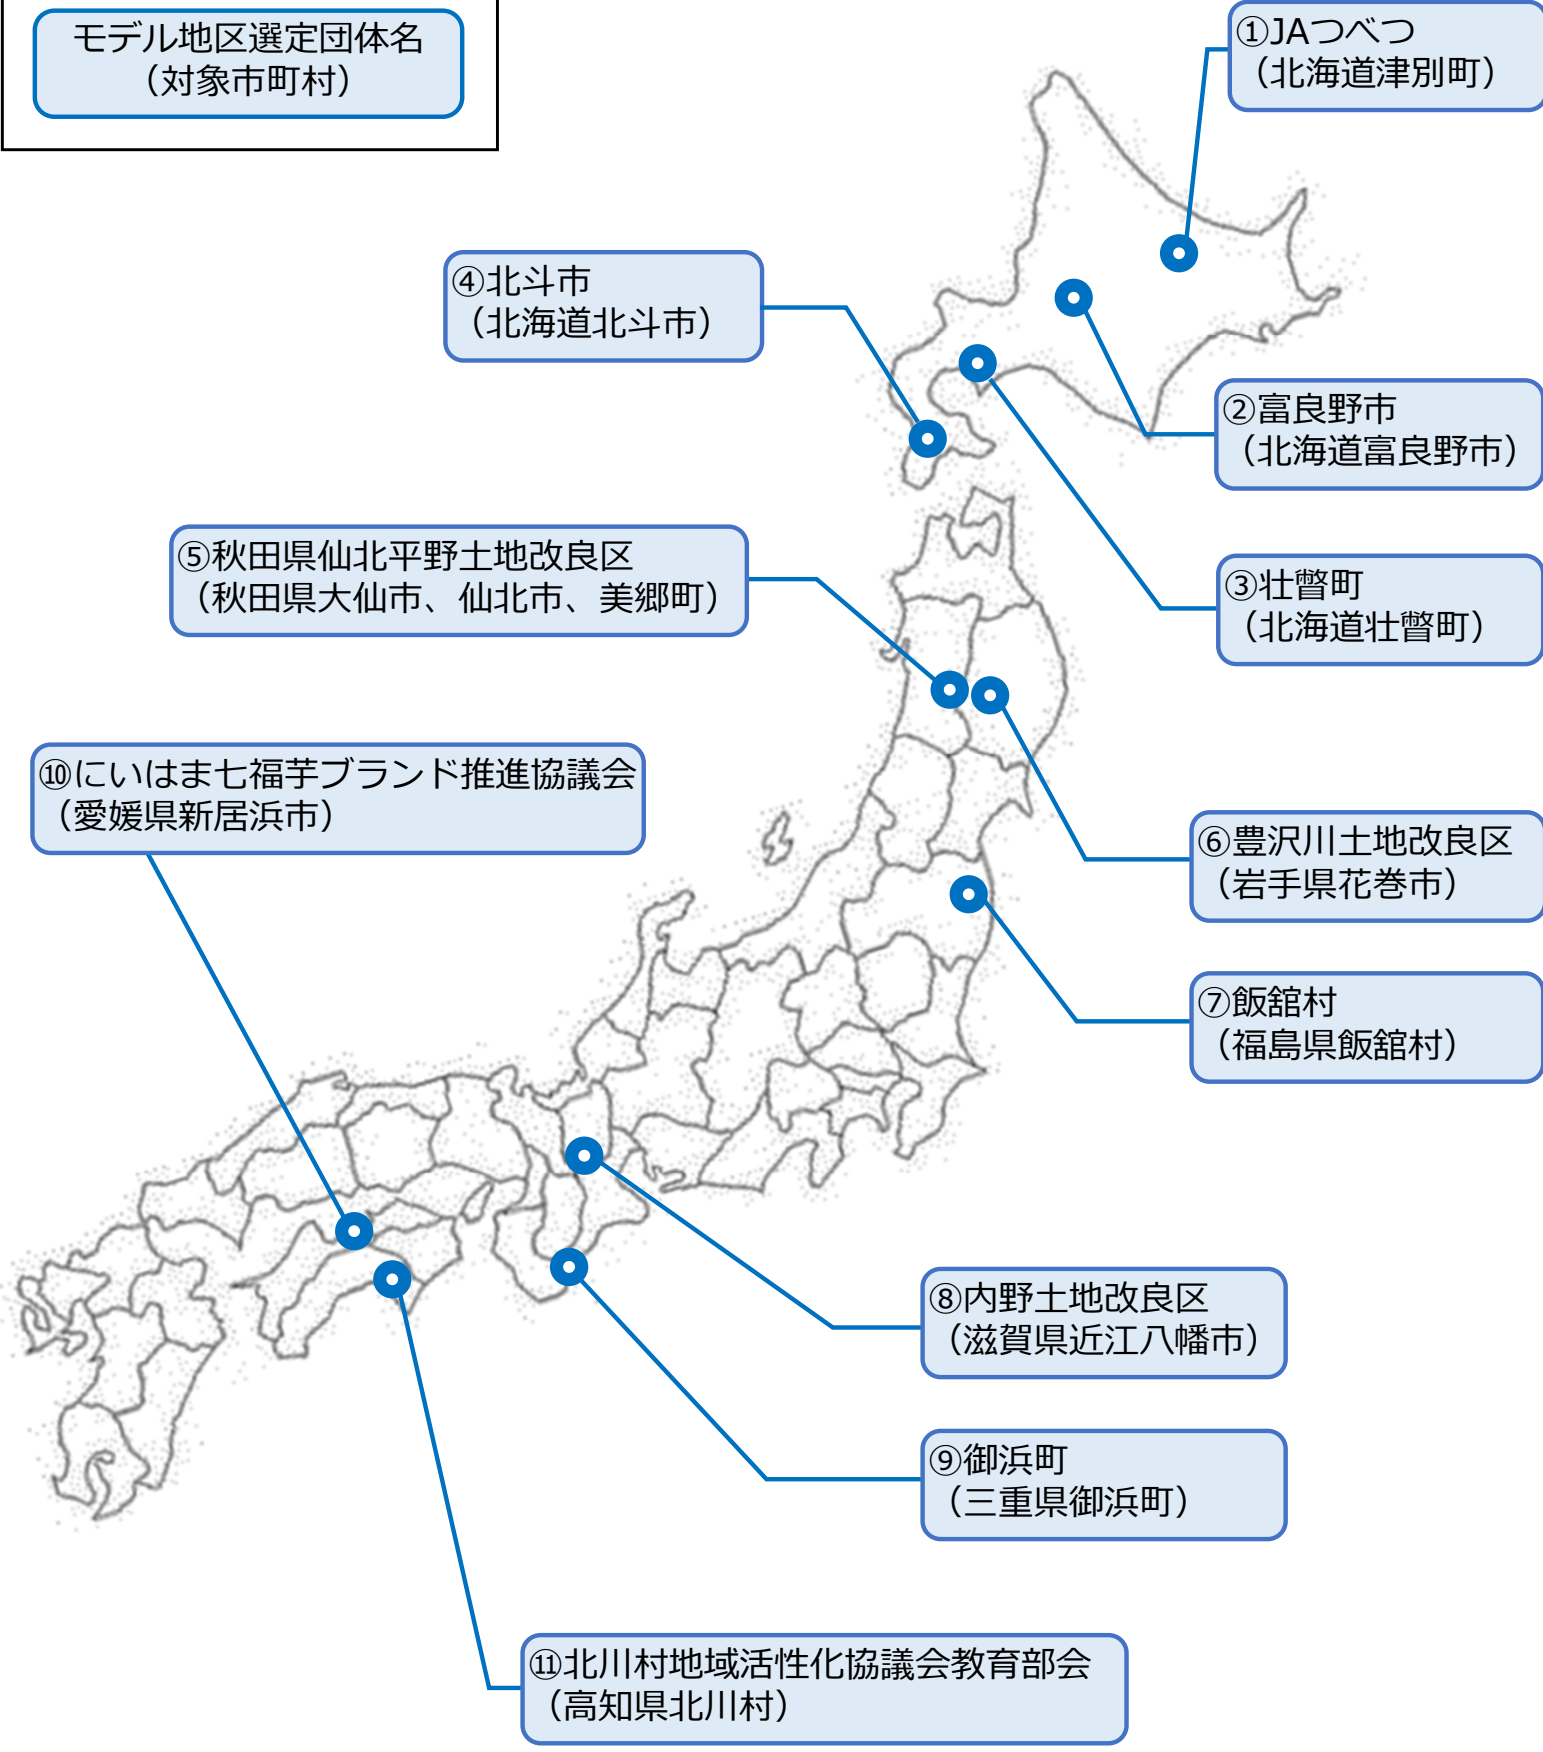 モデル地区選定団体名
（対象市町村）
①JAつべつ
（北海道津別町）
④北斗市
（北海道北斗市）
②富良野市
（北海道富良野市）
⑤秋田県仙北平野土地改良区
（秋田県大仙市、仙北市、美郷町）
③壮瞥町
（北海道壮瞥町）
⑩にいはま七福芋ブランド推進協議会
（愛媛県新居浜市）
⑥豊沢川土地改良区
（岩手県花巻市）
⑦飯舘村
（福島県飯舘村）
⑧内野土地改良区
（滋賀県近江八幡市）
⑨御浜町
（三重県御浜町）
⑪北川村地域活性化協議会教育部会
（高知県北川村）